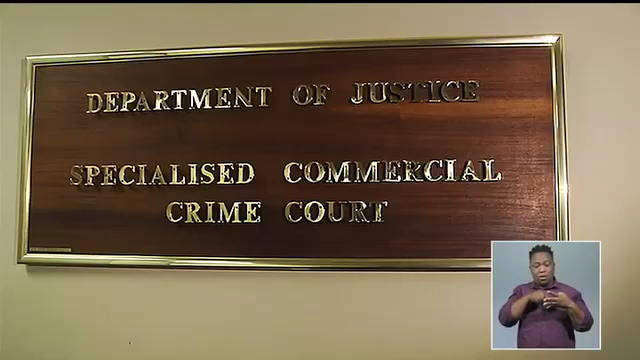 DEPARTMENT OF JUSTICE
SPECIALISED COMMERCIAL
CRIME COURT